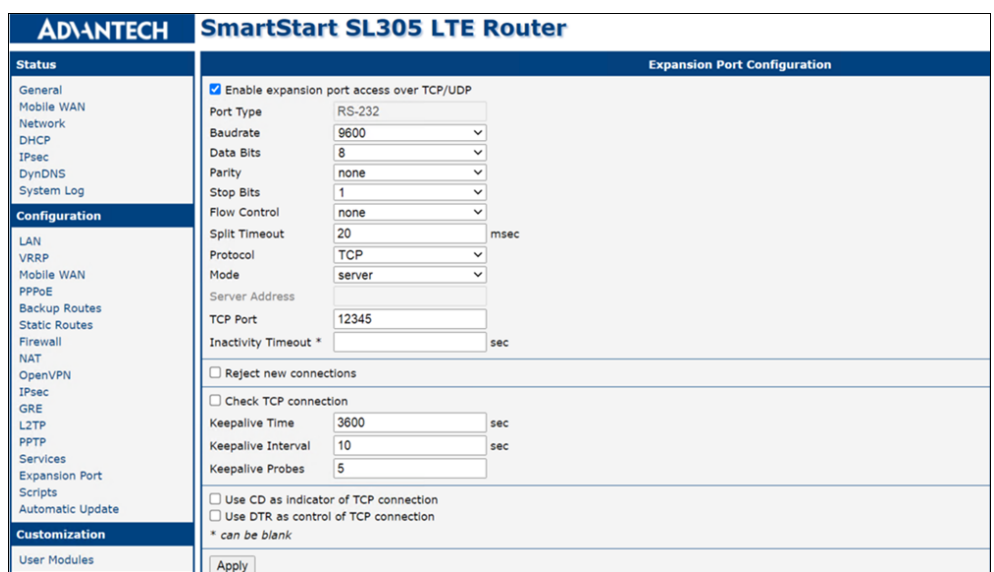 ADVANTECH
SmartStart SL305 LTE Router
Status
General
Mobile WAN
Network
DHCP
IPsec
DynDNS
System Log
Configuration
LAN
VRRP
Mobile WAN
PPPoE
Backup Routes
Static Routes
Firewall
NAT
OpenVPN
IPsec
GRE
L2TP
PPTP
Services
Expansion Port
Scripts
Automatic Update
Customization
User Modules
Expansion Port Configuration
Enable expansion port access over TCP/UDP
Port Type RS-232
Baudrate 9600
Data Bits 8
Parity none
Stop Bits 1
Flow Control none
Split Timeout 20 msec
Protocol TCP
Mode server
Server Address
TCP Port 12345
Inactivity Timeout * sec
Reject new connections
Check TCP connection
Keepalive Time 3600 sec
Keepalive Interval 10 sec
Keepalive Probes 5
Use CD as indicator of TCP connection
Use DTR as control of TCP connection
* can be blank
Apply